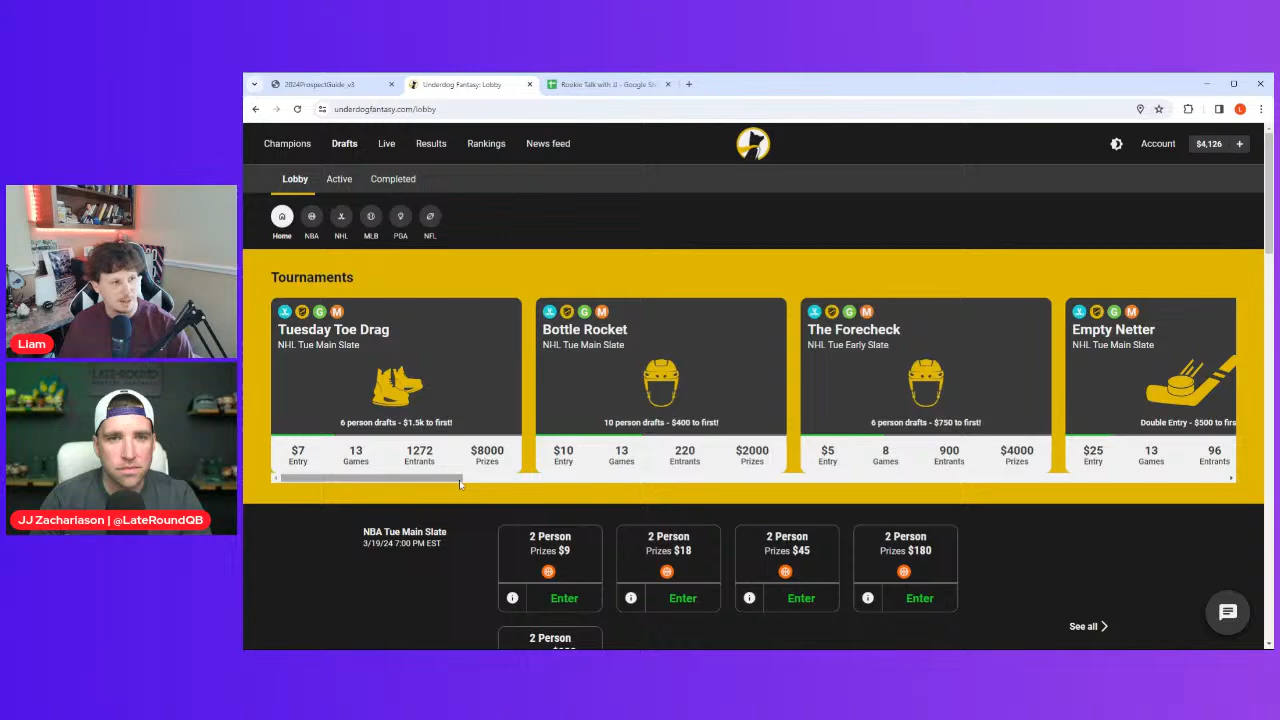 2024ProspectGuide_v3
Underdog Fantasy: Lobby
Rookie Talk with JJ - Google Sh
underdogfantasy.com/lobby
Champions
Drafts
Live
Results
Rankings
News feed
Account
$4,126 +
Lobby
Active
Completed
Home
NBA
NHL
MLB
PGA
NFL
Tournaments
G M
Tuesday Toe Drag
NHL Tue Main Slate
6 person drafts - $1.5k to first!
$7 13 1272 $8000
Entry Games Entrants Prizes
G M
Bottle Rocket
NHL Tue Main Slate
10 person drafts - $400 to first!
$10 13 220 $2000
Entry Games Entrants Prizes
G M
The Forecheck
NHL Tue Early Slate
6 person drafts - $750 to first!
$5 8 900 $4000
Entry Games Entrants Prizes
G M
Empty Netter
NHL Tue Main Slate
Double Entry - $500 to firs
$25 13 96
Entry Games Entrants
NBA Tue Main Slate
3/19/24 7:00 PM EST
2 Person
Prizes $9
Enter
2 Person
Prizes $18
Enter
2 Person
Prizes $45
Enter
2 Person
Prizes $180
Enter
2 Person
See all
Liam
JJ Zachariason | @LateRoundQB
LATE-ROUND